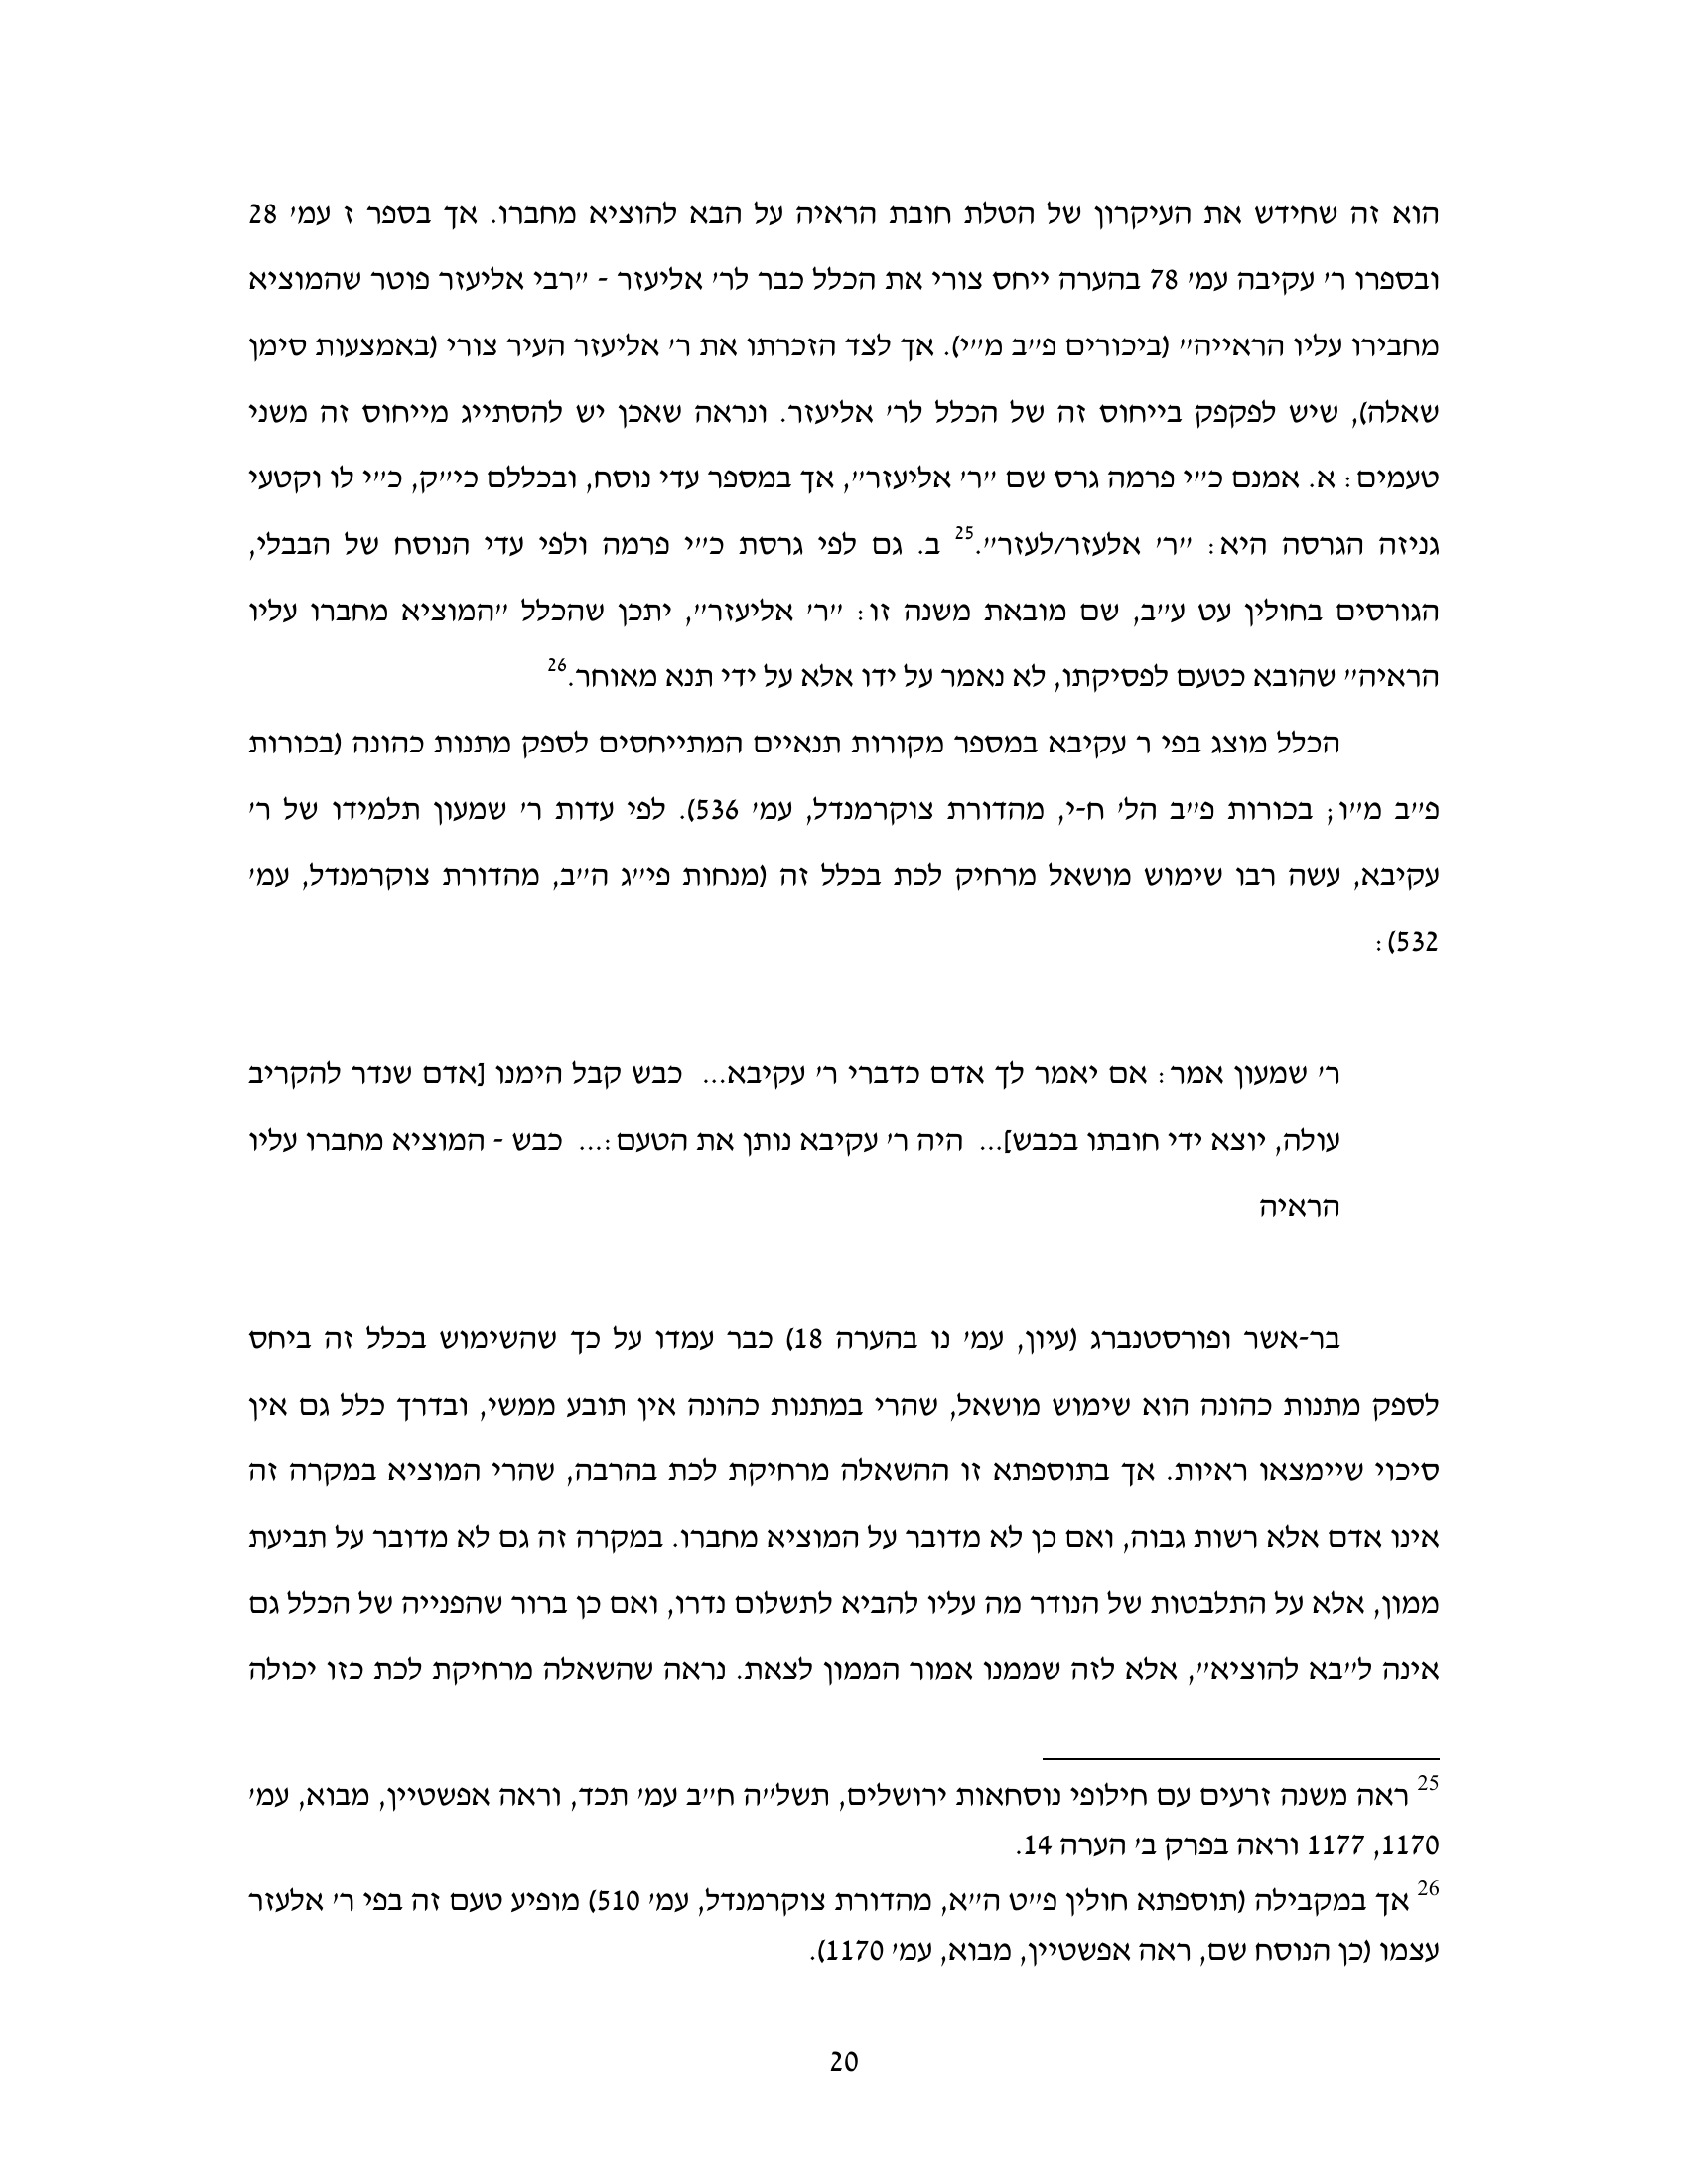 הוא זה שחידש את העיקרון של הטלת חובת הראיה על הבא להוציא מחברו. אך בספר ז עמ' 28
ובספרו ר' עקיבה עמ' 78 בהערה ייחס צורי את הכלל כבר לר' אליעזר - "רבי אליעזר פוטר שהמוציא
מחבירו עליו הראייה" (ביכורים פ"ב מ"י). אך לצד הזכרתו את ר' אליעזר העיר צורי (באמצעות סימן
שאלה), שיש לפקפק בייחוס זה של הכלל לר' אליעזר. ונראה שאכן יש להסתייג מייחוס זה משני
טעמים: א. אמנם כ"י פרמה גרס שם "ר' אליעזר", אך במספר עדי נוסח, ובכללם כי"ק, כ"י לו וקטעי
גניזה הגרסה היא: "ר' אלעזר/לעזר".25 ב. גם לפי גרסת כ"י פרמה ולפי עדי הנוסח של הבבלי,
הגורסים בחולין עט ע"ב, שם מובאת משנה זו: "ר' אליעזר", יתכן שהכלל "המוציא מחברו עליו
הראיה" שהובא כטעם לפסיקתו, לא נאמר על ידו אלא על ידי תנא מאוחר.26
הכלל מוצג בפי ר עקיבא במספר מקורות תנאיים המתייחסים לספק מתנות כהונה (בכורות
פ"ב מ"ו; בכורות פ"ב הל' ח-י, מהדורת צוקרמנדל, עמ' 536). לפי עדות ר' שמעון תלמידו של ר'
עקיבא, עשה רבו שימוש מושאל מרחיק לכת בכלל זה (מנחות פי"ג ה"ב, מהדורת צוקרמנדל, עמ'
532):
ר' שמעון אמר: אם יאמר לך אדם כדברי ר' עקיבא... כבש קבל הימנו [אדם שנדר להקריב
עולה, יוצא ידי חובתו בכבש]... היה ר' עקיבא נותן את הטעם:... כבש - המוציא מחברו עליו
הראיה
בר-אשר ופורסטנברג (עיון, עמ' נו בהערה 18) כבר עמדו על כך שהשימוש בכלל זה ביחס
לספק מתנות כהונה הוא שימוש מושאל, שהרי במתנות כהונה אין תובע ממשי, ובדרך כלל גם אין
סיכוי שיימצאו ראיות. אך בתוספתא זו ההשאלה מרחיקת לכת בהרבה, שהרי המוציא במקרה זה
אינו אדם אלא רשות גבוה, ואם כן לא מדובר על המוציא מחברו. במקרה זה גם לא מדובר על תביעת
ממון, אלא על התלבטות של הנודר מה עליו להביא לתשלום נדרו, ואם כן ברור שהפנייה של הכלל גם
אינה ל"בא להוציא", אלא לזה שממנו אמור הממון לצאת. נראה שהשאלה מרחיקת לכת כזו יכולה
25 ראה משנה זרעים עם חילופי נוסחאות ירושלים, תשל"ה ח"ב עמ' תכד, וראה אפשטיין, מבוא, עמ'
1170, 1177 וראה בפרק ב' הערה 14.
26 אך במקבילה (תוספתא חולין פ"ט ה"א, מהדורת צוקרמנדל, עמ' 510) מופיע טעם זה בפי ר' אלעזר
עצמו (כן הנוסח שם, ראה אפשטיין, מבוא, עמ' 1170).
20